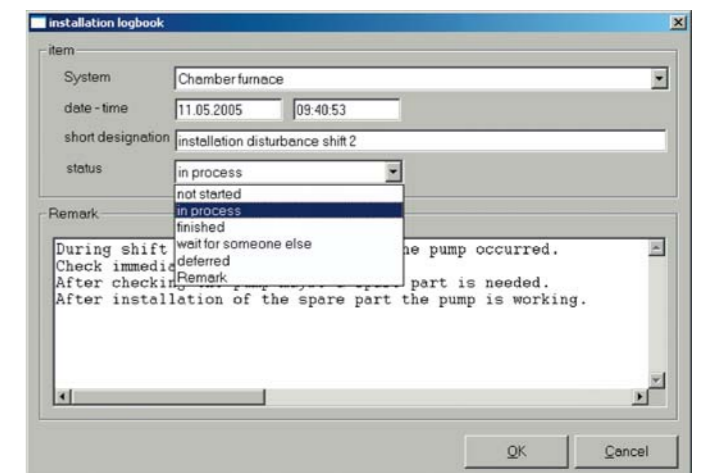 installation logbook
item
System Chamber furnace
date - time 11.05.2005 09:40:53
short designation installation disturbance shift 2
status in process
not started
in process
finished
wait for someone else
deferred
Remark
Remark
During shift he pump occurred.
Check immedia
After checki part is needed.
After installation of the spare part the pump is working.
OK Cancel